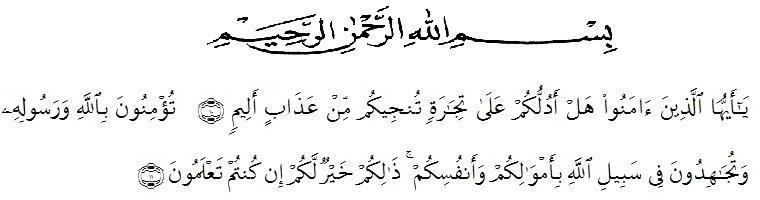 بِسْمِ اللهِ الرَّحْمٰنِ الرَّحِيْمِ
يَٰٓأَيُّهَا ٱلَّذِينَ ءَامَنُوا۟ هَلْ أَدُلُّكُمْ عَلَىٰ تِجَٰرَةٍ تُنجِيكُم مِّنْ عَذَابٍ أَلِيمٍ ۝ تُؤْمِنُونَ بِٱللَّهِ وَرَسُولِهِۦ
وَتُجَٰهِدُونَ فِى سَبِيلِ ٱللَّهِ بِأَمْوَٰلِكُمْ وَأَنفُسِكُمْ ۚ ذَٰلِكُمْ خَيْرٌ لَّكُمْ إِن كُنتُمْ تَعْلَمُونَ ۝١١